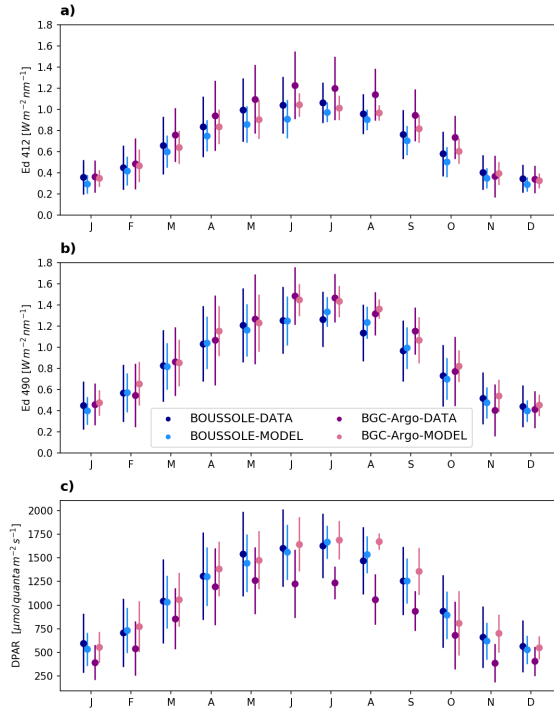 a)
Ed 412 [W m⁻² nm⁻¹]
1.8
1.6
1.4
1.2
1.0
0.8
0.6
0.4
0.2
0.0
J F M A M J J A S O N D
b)
Ed 490 [W m⁻² nm⁻¹]
1.8
1.6
1.4
1.2
1.0
0.8
0.6
0.4
0.2
0.0
BOUSSOLE-DATA BGC-Argo-DATA
BOUSSOLE-MODEL BGC-Argo-MODEL
J F M A M J J A S O N D
c)
DPAR [μmol quanta m⁻² s⁻¹]
2000
1750
1500
1250
1000
750
500
250
J F M A M J J A S O N D